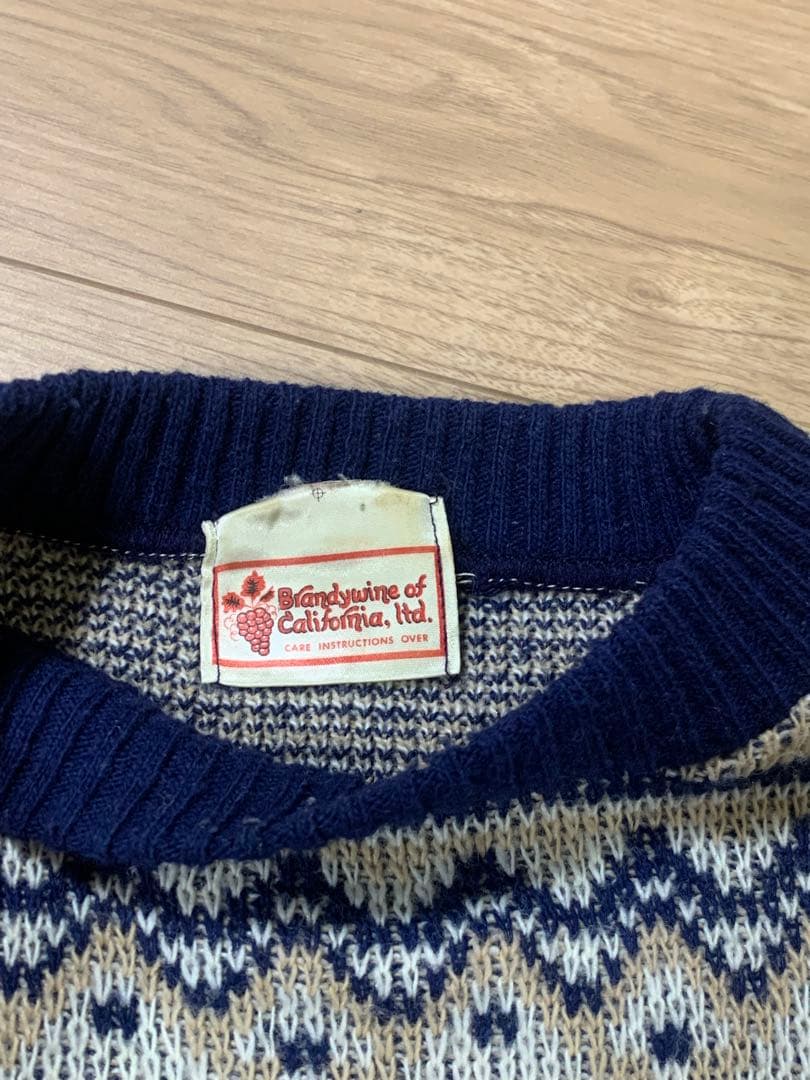 Brandywine of
California, ltd.
CARE INSTRUCTIONS OVER